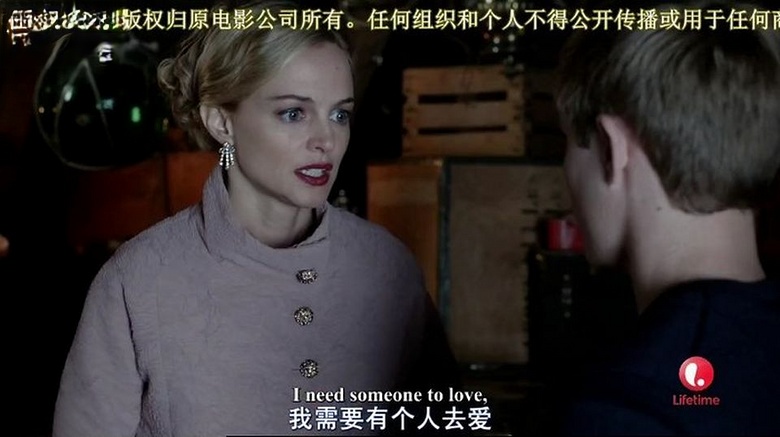 版权归原电影公司所有。任何组织和个人不得公开传播或用于任何商
I need someone to love,
我需要有个人去爱
Lifetime